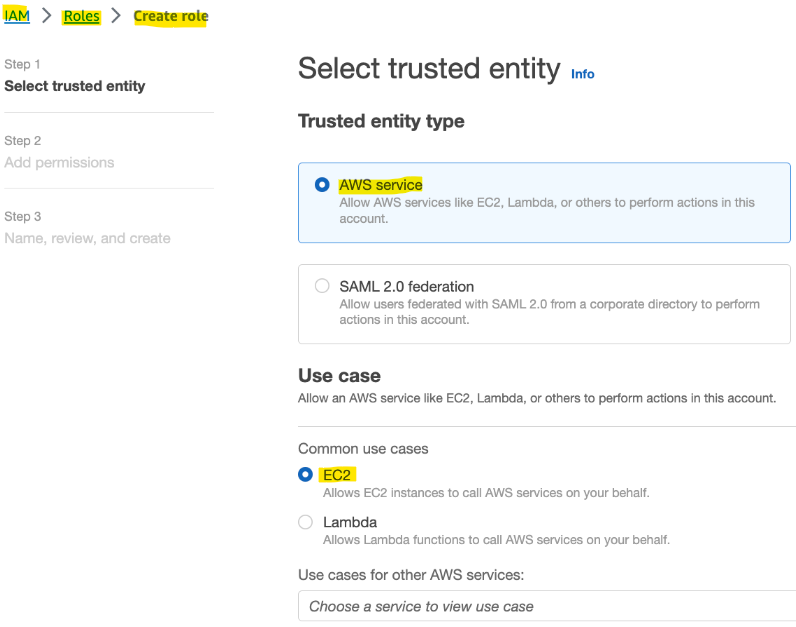 IAM > Roles > Create role
Step 1
Select trusted entity
Step 2
Add permissions
Step 3
Name, review, and create
Select trusted entity Info
Trusted entity type
AWS service
Allow AWS services like EC2, Lambda, or others to perform actions in this
account.
SAML 2.0 federation
Allow users federated with SAML 2.0 from a corporate directory to perform
actions in this account.
Use case
Allow an AWS service like EC2, Lambda, or others to perform actions in this account.
Common use cases
EC2
Allows EC2 instances to call AWS services on your behalf.
Lambda
Allows Lambda functions to call AWS services on your behalf.
Use cases for other AWS services:
Choose a service to view use case